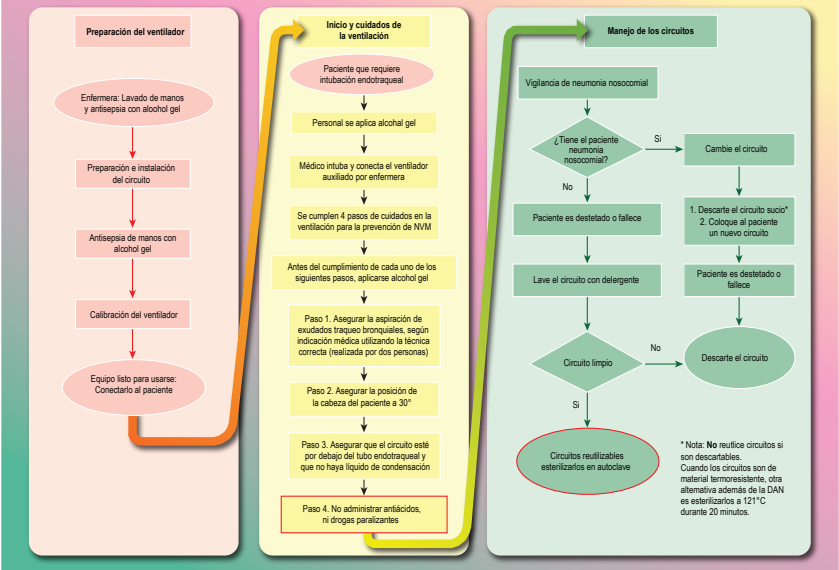 Preparación del ventilador
Enfermera: Lavado de manos
y antisepsia con alcohol gel
Preparación e instalación
del circuito
Antisepsia de manos con
alcohol gel
Calibración del ventilador
Equipo listo para usarse:
Conectarlo al paciente
Inicio y cuidados de
la ventilación
Paciente que requiere
intubación endotraqueal
Personal se aplica alcohal gel
Médico intuba y conecta el ventilador
auxiliado por enfermera
Se cumplen 4 pasos de cuidados en la
ventilación para la prevención de NVM
Antes del cumplimiento de cada uno de los
siguientes pasos, aplicarse alcohol gel
Paso 1. Asegurar la aspiración de
exudados traqueo bronquiales, según
indicación médica utilizando la técnica
correcta (realizada por dos personas)
Paso 2. Asegurar la posición de
la cabeza del paciente a 30°
Paso 3. Asegurar que el circuito esté
por debajo del tubo endotraqueal y
que no haya líquido de condensación
Paso 4. No administrar antiácidos,
ni drogas paralizantes
Manejo de los circuitos
Vigilancia de neumonia nosocomial
¿Tiene el paciente
neumonia
nosocomial?
Si
Cambie el circuito
No
Paciente es destetado o fallece
1. Descarte el circuito sucio*
2. Coloque al paciente
un nuevo circuito
Lave el circuito con delergente
Paciente es destetado o
fallece
Circuito limpio
No
Descarte el circuito
Si
Circuitos reutilizables
esterilizarlos en autoclave
* Nota: No reutlice circuitos si
son descartables.
Cuando los circuitos son de
material termoresistente, otra
alternativa además de la DAN
es esterilizarlos a 121°C
durante 20 minutos.